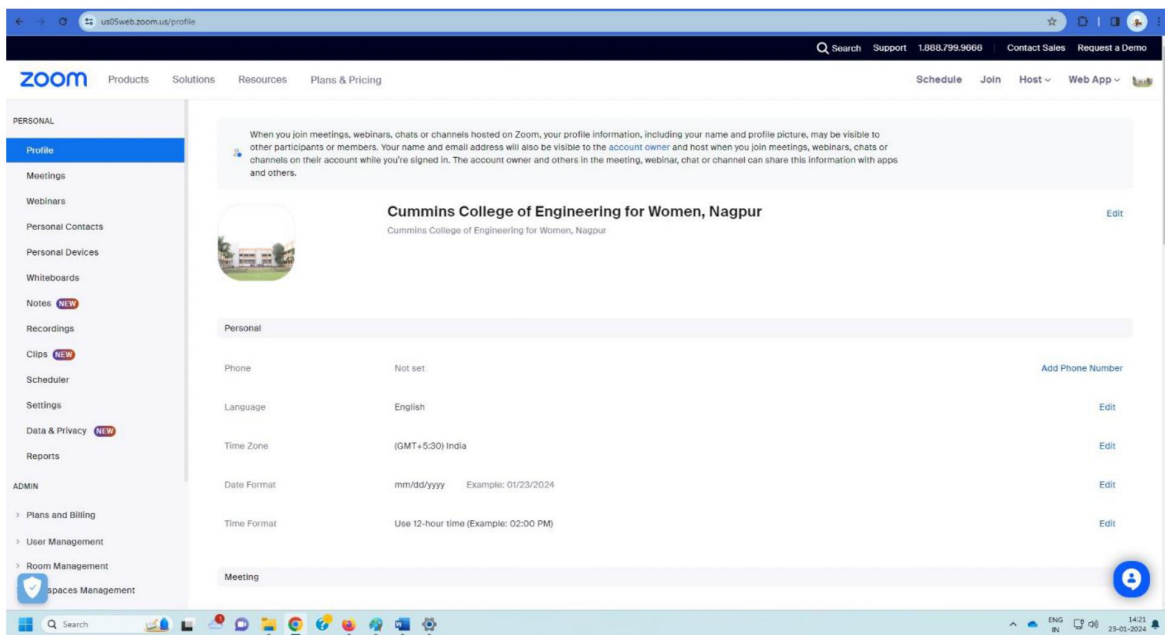 us05web.zoom.us/profile
Search Support 1.888.799.9666 Contact Sales Request a Demo
zoom Products Solutions Resources Plans & Pricing Schedule Join Host Web App
PERSONAL
Profile
Meetings
Webinars
Personal Contacts
Personal Devices
Whiteboards
Notes NEW
Recordings
Clips NEW
Scheduler
Settings
Data & Privacy NEW
Reports
ADMIN
Plans and Billing
User Management
Room Management
spaces Management
When you join meetings, webinars, chats or channels hosted on Zoom, your profile information, including your name and profile picture, may be visible to
other participants or members. Your name and email address will also be visible to the account owner and host when you join meetings, webinars, chats or
channels on their account while you're signed in. The account owner and others in the meeting, webinar, chat or channel can share this information with apps
and others.
Cummins College of Engineering for Women, Nagpur Edit
Cummins College of Engineering for Women, Nagpur
Personal
Phone Not set Add Phone Number
Language English Edit
Time Zone (GMT+5:30) India Edit
Date Format mm/dd/yyyy Example: 01/23/2024 Edit
Time Format Use 12-hour time (Example: 02:00 PM) Edit
Meeting
Search
ENG
IN
14:21
23-01-2024